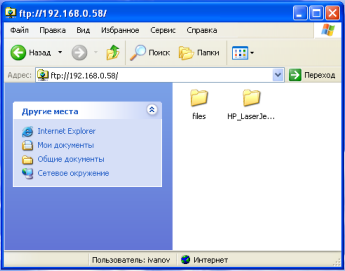 ftp://192.168.0.58/
Файл Правка Вид Избранное Сервис Справка
Назад Поиск Папки
Адрес: ftp://192.168.0.58/ Переход
Другие места
Internet Explorer
Мои документы
Общие документы
Сетевое окружение
files HP_LaserJe...
Пользователь: ivanov Интернет